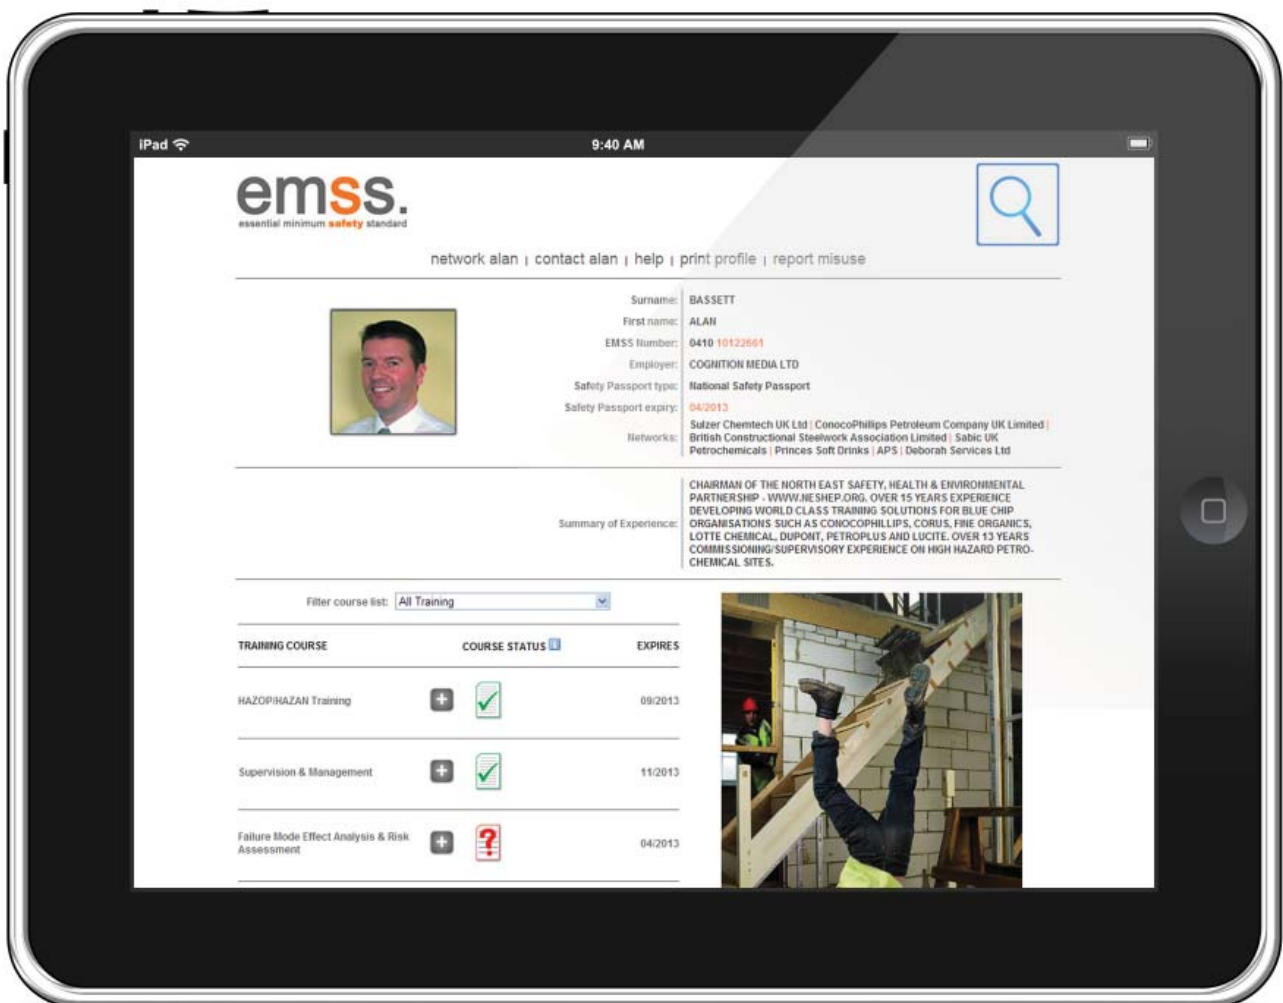 iPad 9:40 AM
emss.
essential minimum safety standard
network alan | contact alan | help | print profile | report misuse
Surname: BASSETT
First name: ALAN
EMSS Number: 0410 10122661
Employer: COGNITION MEDIA LTD
Safety Passport type: National Safety Passport
Safety Passport expiry: 04/2013
Networks: Sulzer Chemtech UK Ltd | ConocoPhillips Petroleum Company UK Limited |
British Constructional Steelwork Association Limited | Sabic UK
Petrochemicals | Princes Soft Drinks | APS | Deborah Services Ltd
Summary of Experience: CHAIRMAN OF THE NORTH EAST SAFETY, HEALTH & ENVIRONMENTAL
PARTNERSHIP - WWW.NESHEP.ORG. OVER 15 YEARS EXPERIENCE
DEVELOPING WORLD CLASS TRAINING SOLUTIONS FOR BLUE CHIP
ORGANISATIONS SUCH AS CONOCOPHILLIPS, CORUS, FINE ORGANICS,
LOTTE CHEMICAL, DUPONT, PETROPLUS AND LUCITE. OVER 13 YEARS
COMMISSIONING/SUPERVISORY EXPERIENCE ON HIGH HAZARD PETRO-
CHEMICAL SITES.
Filter course list: All Training
TRAINING COURSE COURSE STATUS EXPIRES
HAZOP/HAZAN Training 09/2013
Supervision & Management 11/2013
Failure Mode Effect Analysis & Risk
Assessment 04/2013